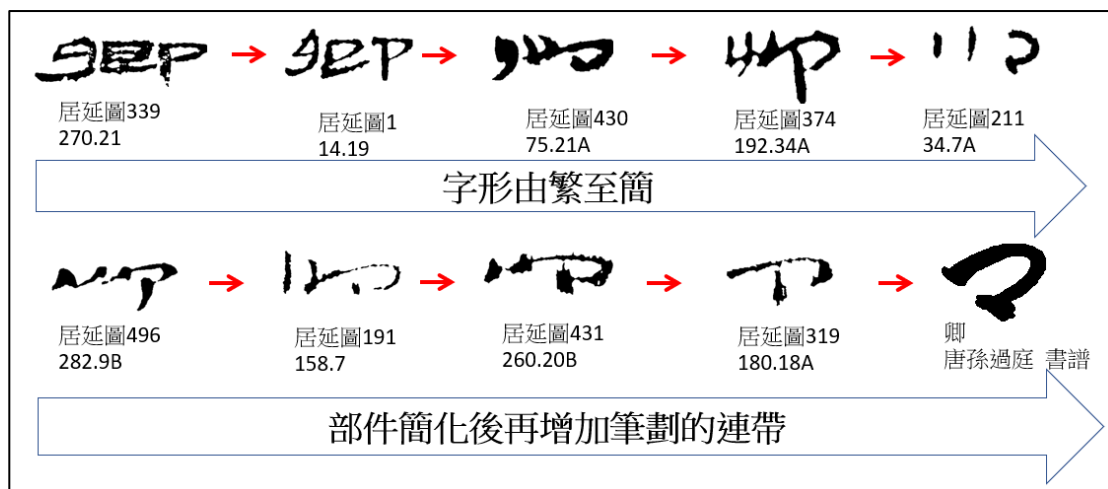 居延圖339
270.21
居延圖1
14.19
居延圖430
75.21A
居延圖374
192.34A
居延圖211
34.7A
字形由繁至簡
居延圖496
282.9B
居延圖191
158.7
居延圖431
260.20B
居延圖319
180.18A
卿
唐孫過庭 書譜
部件簡化後再增加筆劃的連帶